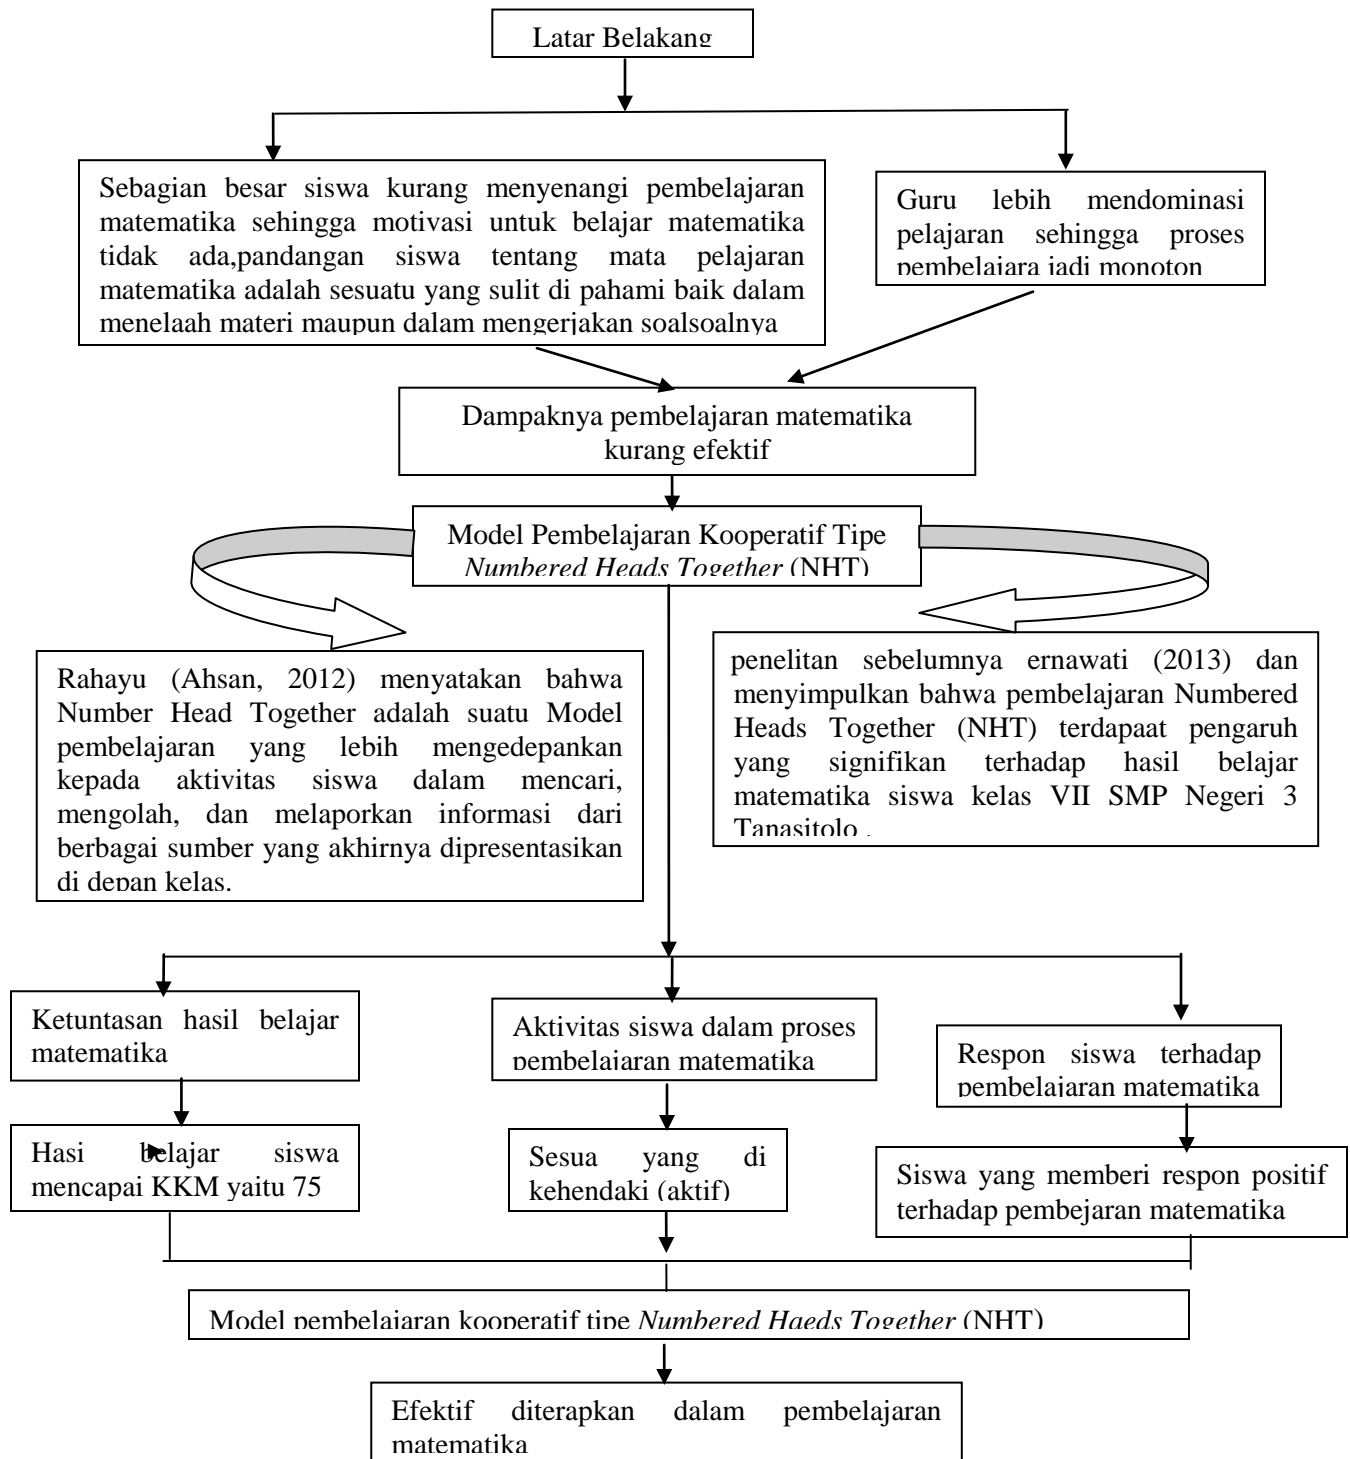 Latar Belakang
Sebagian besar siswa kurang menyenangi pembelajaran
matematika sehingga motivasi untuk belajar matematika
tidak ada,pandangan siswa tentang mata pelajaran
matematika adalah sesuatu yang sulit di pahami baik dalam
menelaah materi maupun dalam mengerjakan soalsoalnya
Guru lebih mendominasi
pelajaran sehingga proses
pembelajara jadi monoton
Dampaknya pembelajaran matematika
kurang efektif
Model Pembelajaran Kooperatif Tipe
Numbered Heads Together (NHT)
Rahayu (Ahsan, 2012) menyatakan bahwa
Number Head Together adalah suatu Model
pembelajaran yang lebih mengedepankan
kepada aktivitas siswa dalam mencari,
mengolah, dan melaporkan informasi dari
berbagai sumber yang akhirnya dipresentasikan
di depan kelas.
penelitan sebelumnya ernawati (2013) dan
menyimpulkan bahwa pembelajaran Numbered
Heads Together (NHT) terdapaat pengaruh
yang signifikan terhadap hasil belajar
matematika siswa kelas VII SMP Negeri 3
Tanasitolo .
Ketuntasan hasil belajar
matematika
Aktivitas siswa dalam proses
pembelajaran matematika
Respon siswa terhadap
pembelajaran matematika
Hasi belajar siswa
mencapai KKM yaitu 75
Sesua yang di
kehendaki (aktif)
Siswa yang memberi respon positif
terhadap pembejaran matematika
Model pembelajaran kooperatif tipe Numbered Haeds Together (NHT)
Efektif diterapkan dalam pembelajaran
matematika